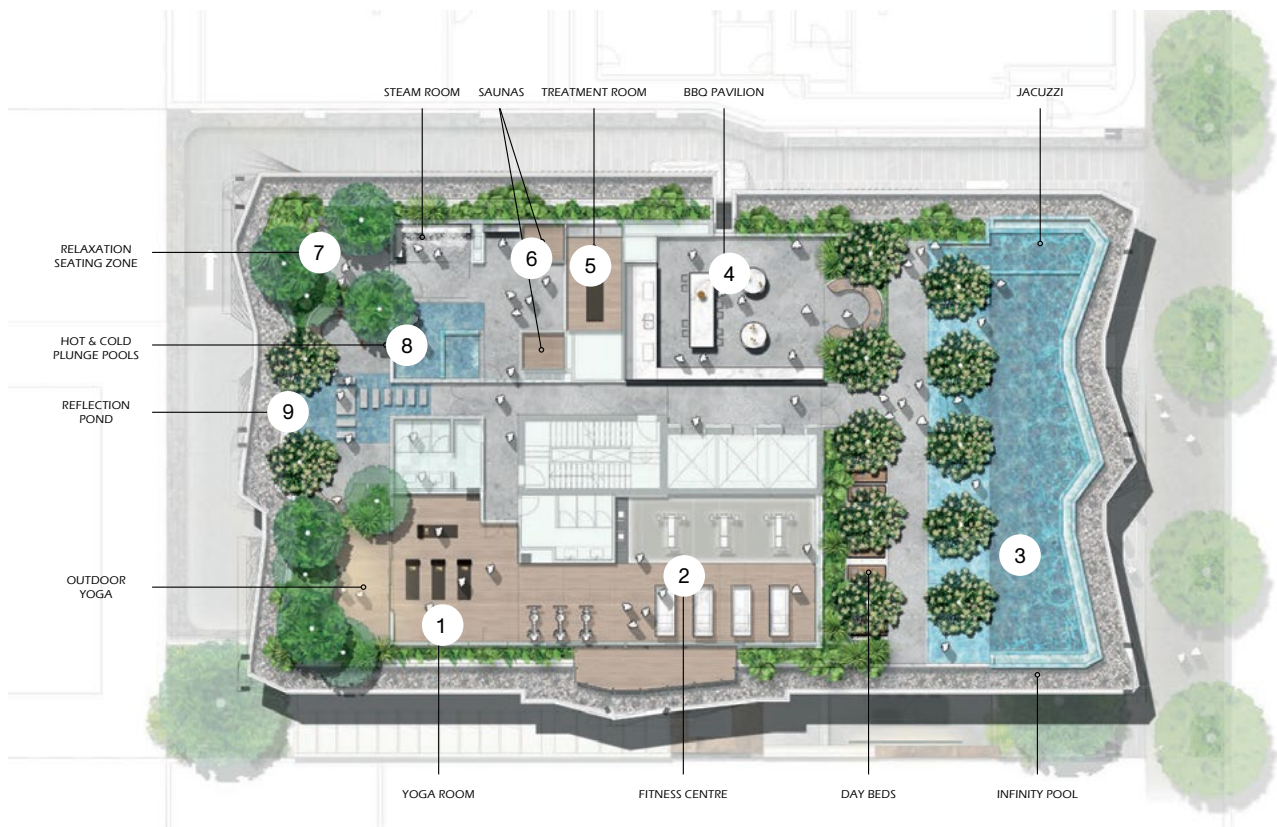 STEAM ROOM
SAUNAS
TREATMENT ROOM
BBQ PAVILION
JACUZZI
RELAXATION
SEATING ZONE
7
6
5
4
HOT & COLD
PLUNGE POOLS
8
REFLECTION
POND
9
3
OUTDOOR
YOGA
2
1
YOGA ROOM
FITNESS CENTRE
DAY BEDS
INFINITY POOL